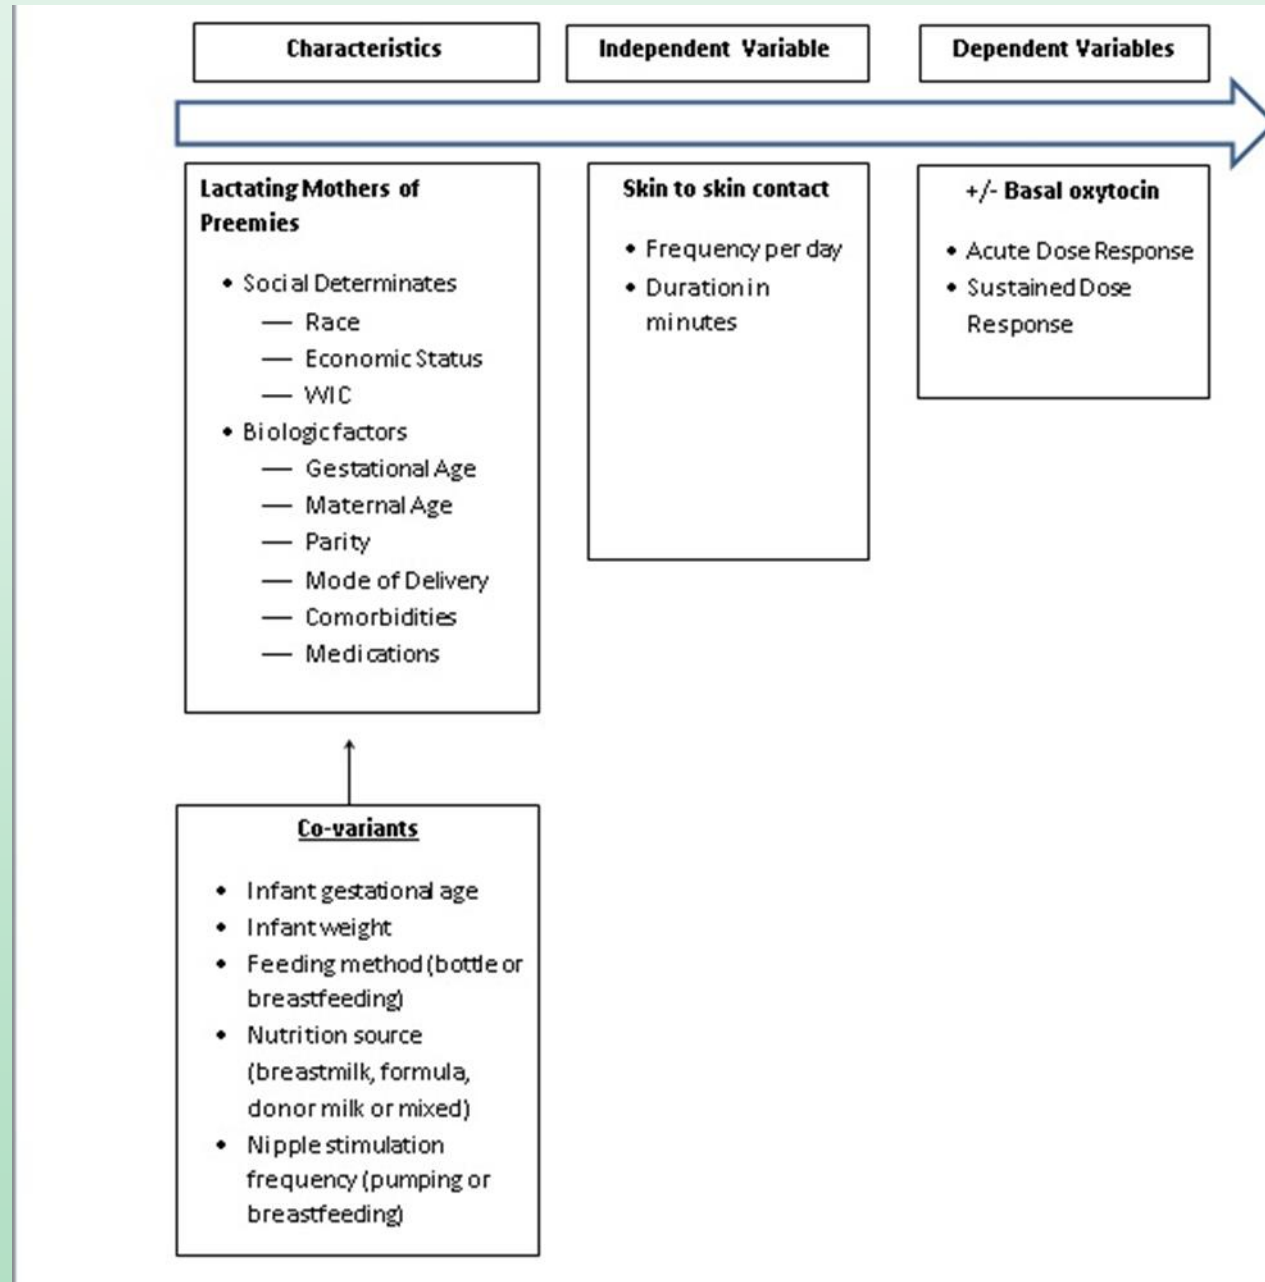 Characteristics
Independent Variable
Dependent Variables
Lactating Mothers of
Preemies
• Social Determinates
— Race
— Economic Status
— WIC
• Biologic factors
— Gestational Age
— Maternal Age
— Parity
— Mode of Delivery
— Comorbidities
— Medications
Skin to skin contact
• Frequency per day
• Duration in
minutes
+/- Basal oxytocin
• Acute Dose Response
• Sustained Dose
Response
Co-variants
• Infant gestational age
• Infant weight
• Feeding method (bottle or
breastfeeding)
• Nutrition source
(breastmilk, formula,
donor milk or mixed)
• Nipple stimulation
frequency (pumping or
breastfeeding)